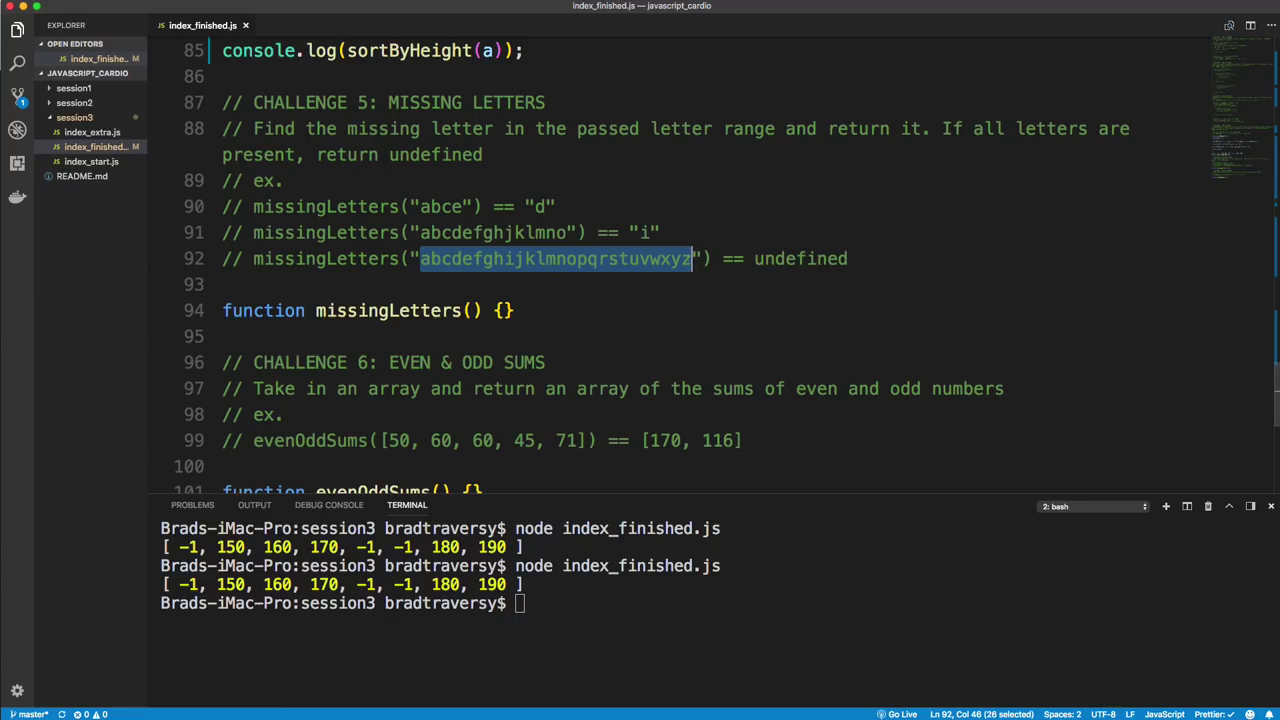 index_finished.js — javascript_cardio
EXPLORER
index_finished.js ×
OPEN EDITORS
index_finishe..
JAVASCRIPT_CARDIO
session1
session2
session3
index_extra.js
index_finished..
index_start.js
README.md
1
85 console.log(sortByHeight(a));
86
87 // CHALLENGE 5: MISSING LETTERS
88 // Find the missing letter in the passed letter range and return it. If all letters are
present, return undefined
89 // ex.
90 // missingLetters("abce") == "d"
91 // missingLetters("abcdefghjklmno") == "i"
92 // missingLetters("abcdefghijklmnopqrstuvwxyz") == undefined
93
94 function missingLetters() {}
95
96 // CHALLENGE 6: EVEN & ODD SUMS
97 // Take in an array and return an array of the sums of even and odd numbers
98 // ex.
99 // evenOddSums([50, 60, 60, 45, 71]) == [170, 116]
100
101 function evenOddSums() {}
PROBLEMS OUTPUT DEBUG CONSOLE TERMINAL 2: bash
Brads-iMac-Pro:session3 bradtraversy$ node index_finished.js
[ -1, 150, 160, 170, -1, -1, 180, 190 ]
Brads-iMac-Pro:session3 bradtraversy$ node index_finished.js
[ -1, 150, 160, 170, -1, -1, 180, 190 ]
Brads-iMac-Pro:session3 bradtraversy$
master* 0 0 Go Live Ln 92, Col 46 (26 selected) Spaces: 2 UTF-8 LF JavaScript Prettier: ✓